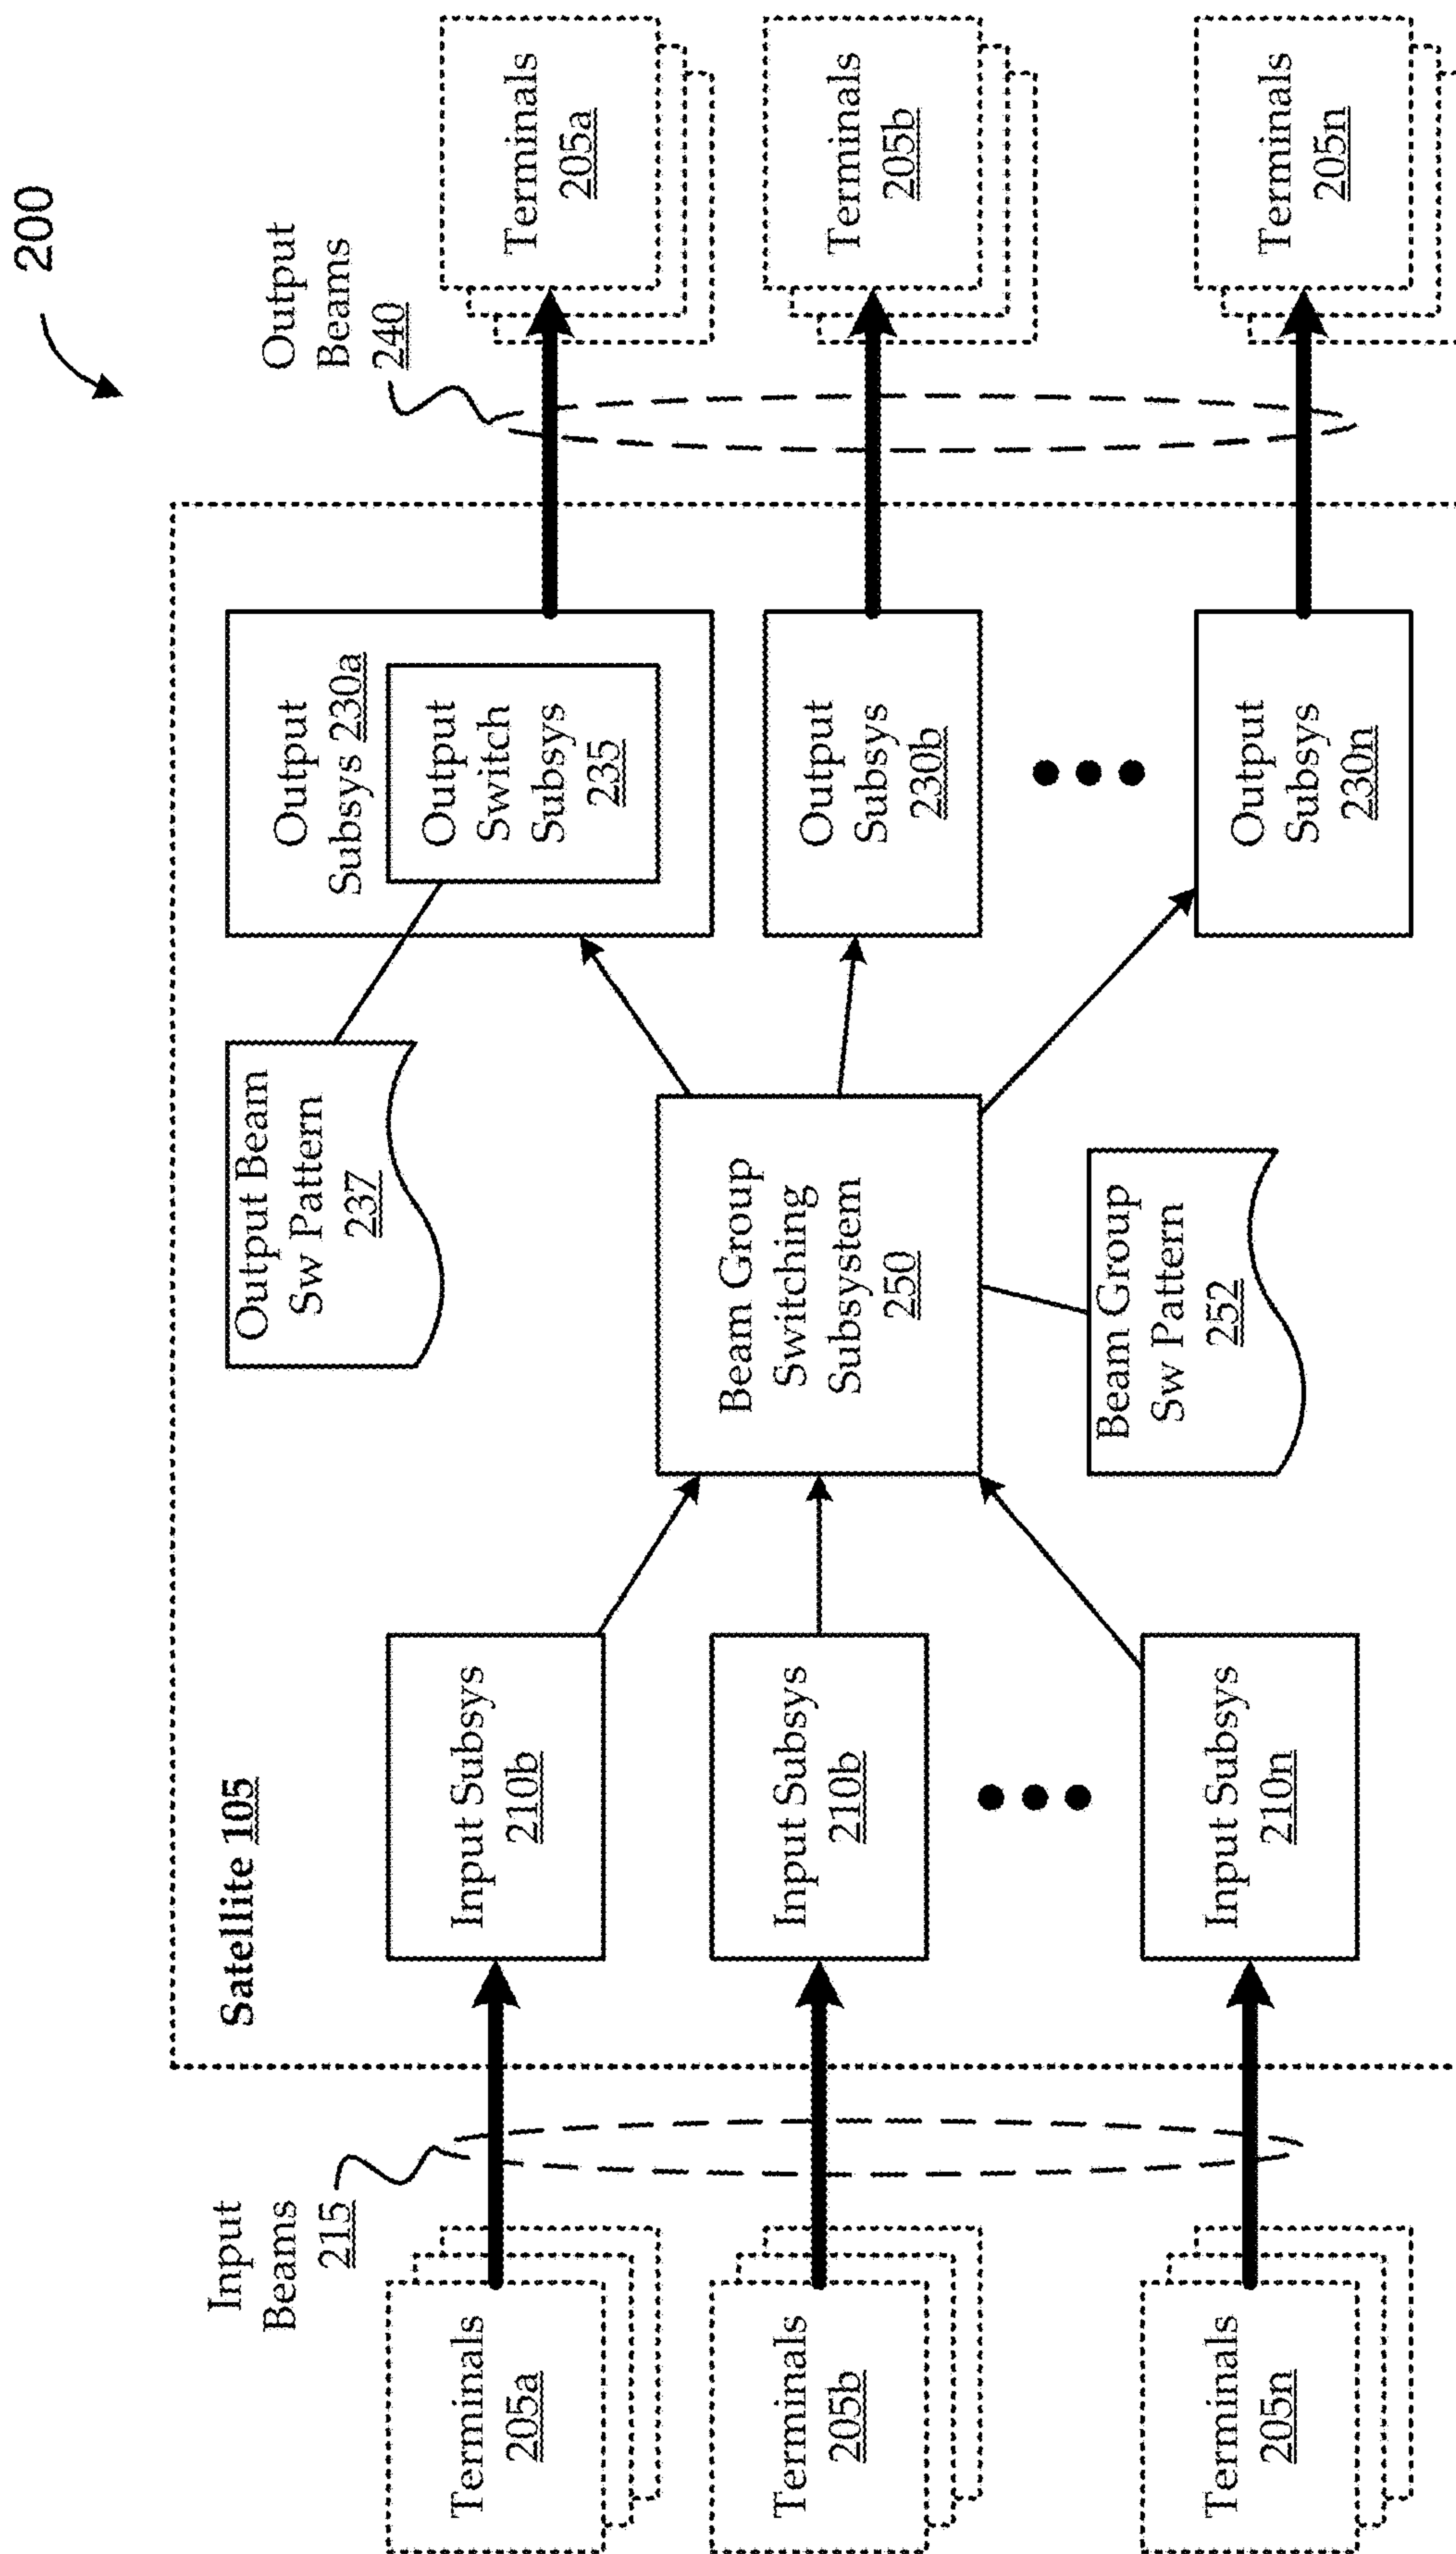 200
Input
Beams
215
Output
Beams
240
Satellite 105
Terminals
205a
Input Subsys
210b
Output Beam
Sw Pattern
237
Output
Subsys 230a
Output
Switch
Subsys
235
Terminals
205a
Terminals
205b
Input Subsys
210b
Beam Group
Switching
Subsystem
250
Output
Subsys
230b
Terminals
205b
Beam Group
Sw Pattern
252
Terminals
205n
Input Subsys
210n
Output
Subsys
230n
Terminals
205n